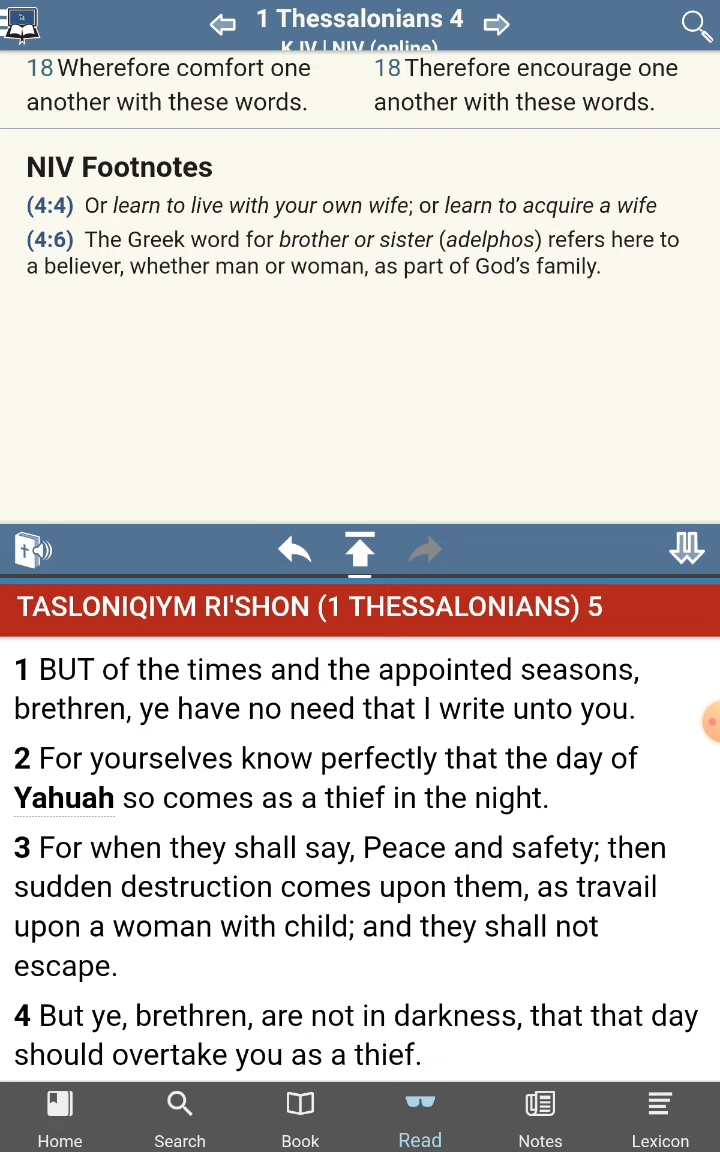 1 Thessalonians 4
KJV | NIV (online)
18 Wherefore comfort one
another with these words.
18 Therefore encourage one
another with these words.
NIV Footnotes
(4:4) Or learn to live with your own wife; or learn to acquire a wife
(4:6) The Greek word for brother or sister (adelphos) refers here to
a believer, whether man or woman, as part of God’s family.
TASLONIQIYM RI'SHON (1 THESSALONIANS) 5
1 BUT of the times and the appointed seasons,
brethren, ye have no need that I write unto you.
2 For yourselves know perfectly that the day of
Yahuah so comes as a thief in the night.
3 For when they shall say, Peace and safety; then
sudden destruction comes upon them, as travail
upon a woman with child; and they shall not
escape.
4 But ye, brethren, are not in darkness, that that day
should overtake you as a thief.
Home
Search
Book
Read
Notes
Lexicon